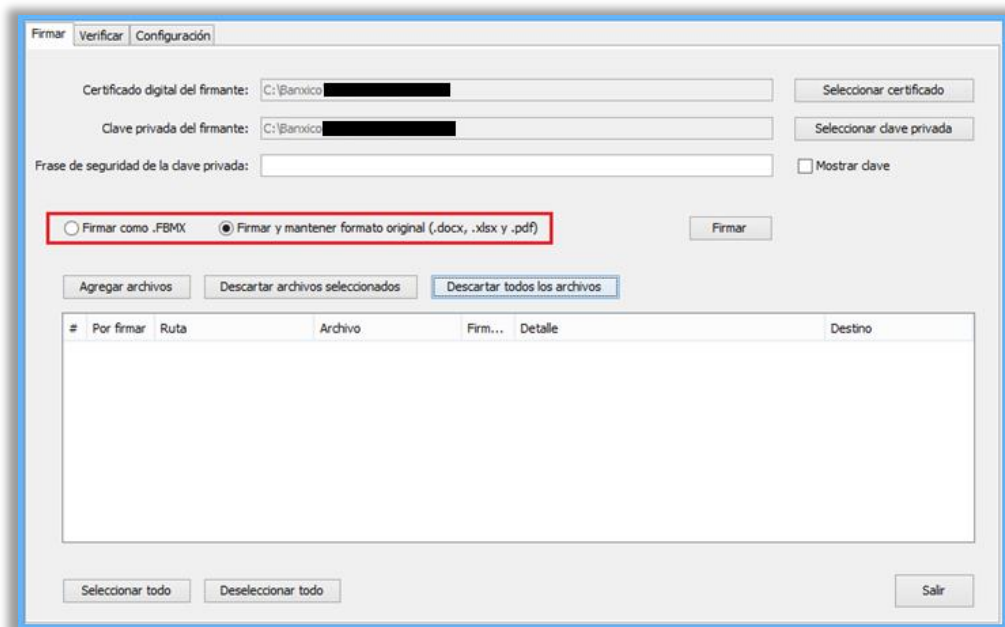 Firmar Verificar Configuración
Certificado digital del firmante: C:\Banxico Seleccionar certificado
Clave privada del firmante: C:\Banxico Seleccionar clave privada
Frase de seguridad de la clave privada: Mostrar clave
Firmar como .FBMX Firmar y mantener formato original (.docx, .xlsx y .pdf) Firmar
Agregar archivos Descartar archivos seleccionados Descartar todos los archivos
# Por firmar Ruta Archivo Firm... Detalle Destino
Seleccionar todo Deseleccionar todo Salir